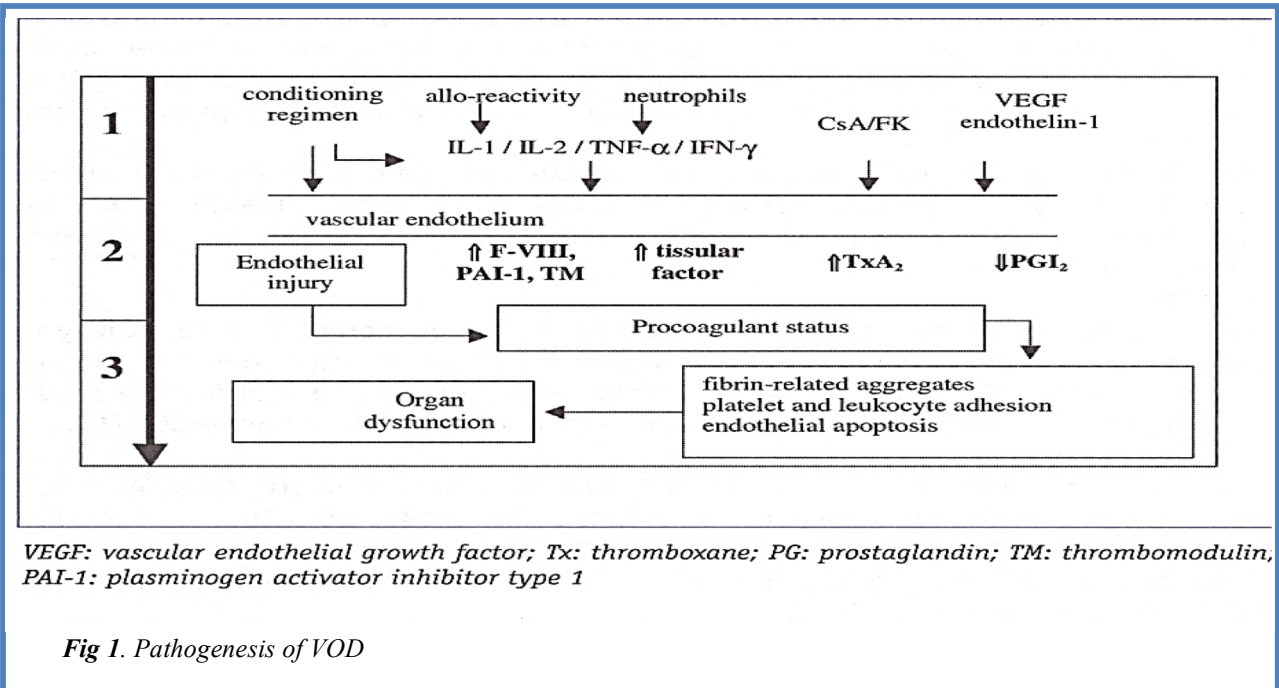 1
conditioning
regimen
allo-reactivity
neutrophils
CsA/FK
VEGF
endothelin-1
IL-1 / IL-2 / TNF-α / IFN-γ
2
vascular endothelium
Endothelial
injury
⇑ F-VIII,
PAI-1, TM
⇑ tissular
factor
⇑TxA₂
⇓PGI₂
3
Procoagulant status
fibrin-related aggregates
platelet and leukocyte adhesion
endothelial apoptosis
Organ
dysfunction
VEGF: vascular endothelial growth factor; Tx: thromboxane; PG: prostaglandin; TM: thrombomodulin;
PAI-1: plasminogen activator inhibitor type 1
Fig 1. Pathogenesis of VOD